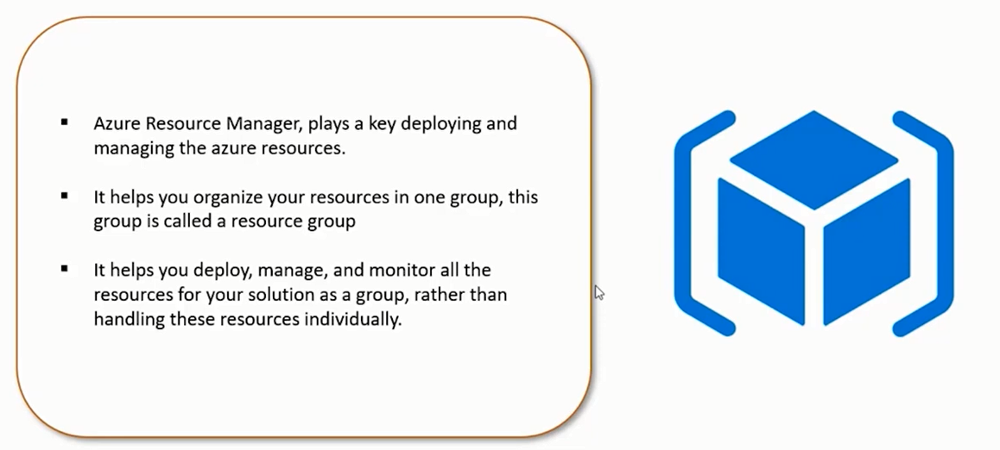 Azure Resource Manager, plays a key deploying and
managing the azure resources.
It helps you organize your resources in one group, this
group is called a resource group
It helps you deploy, manage, and monitor all the
resources for your solution as a group, rather than
handling these resources individually.